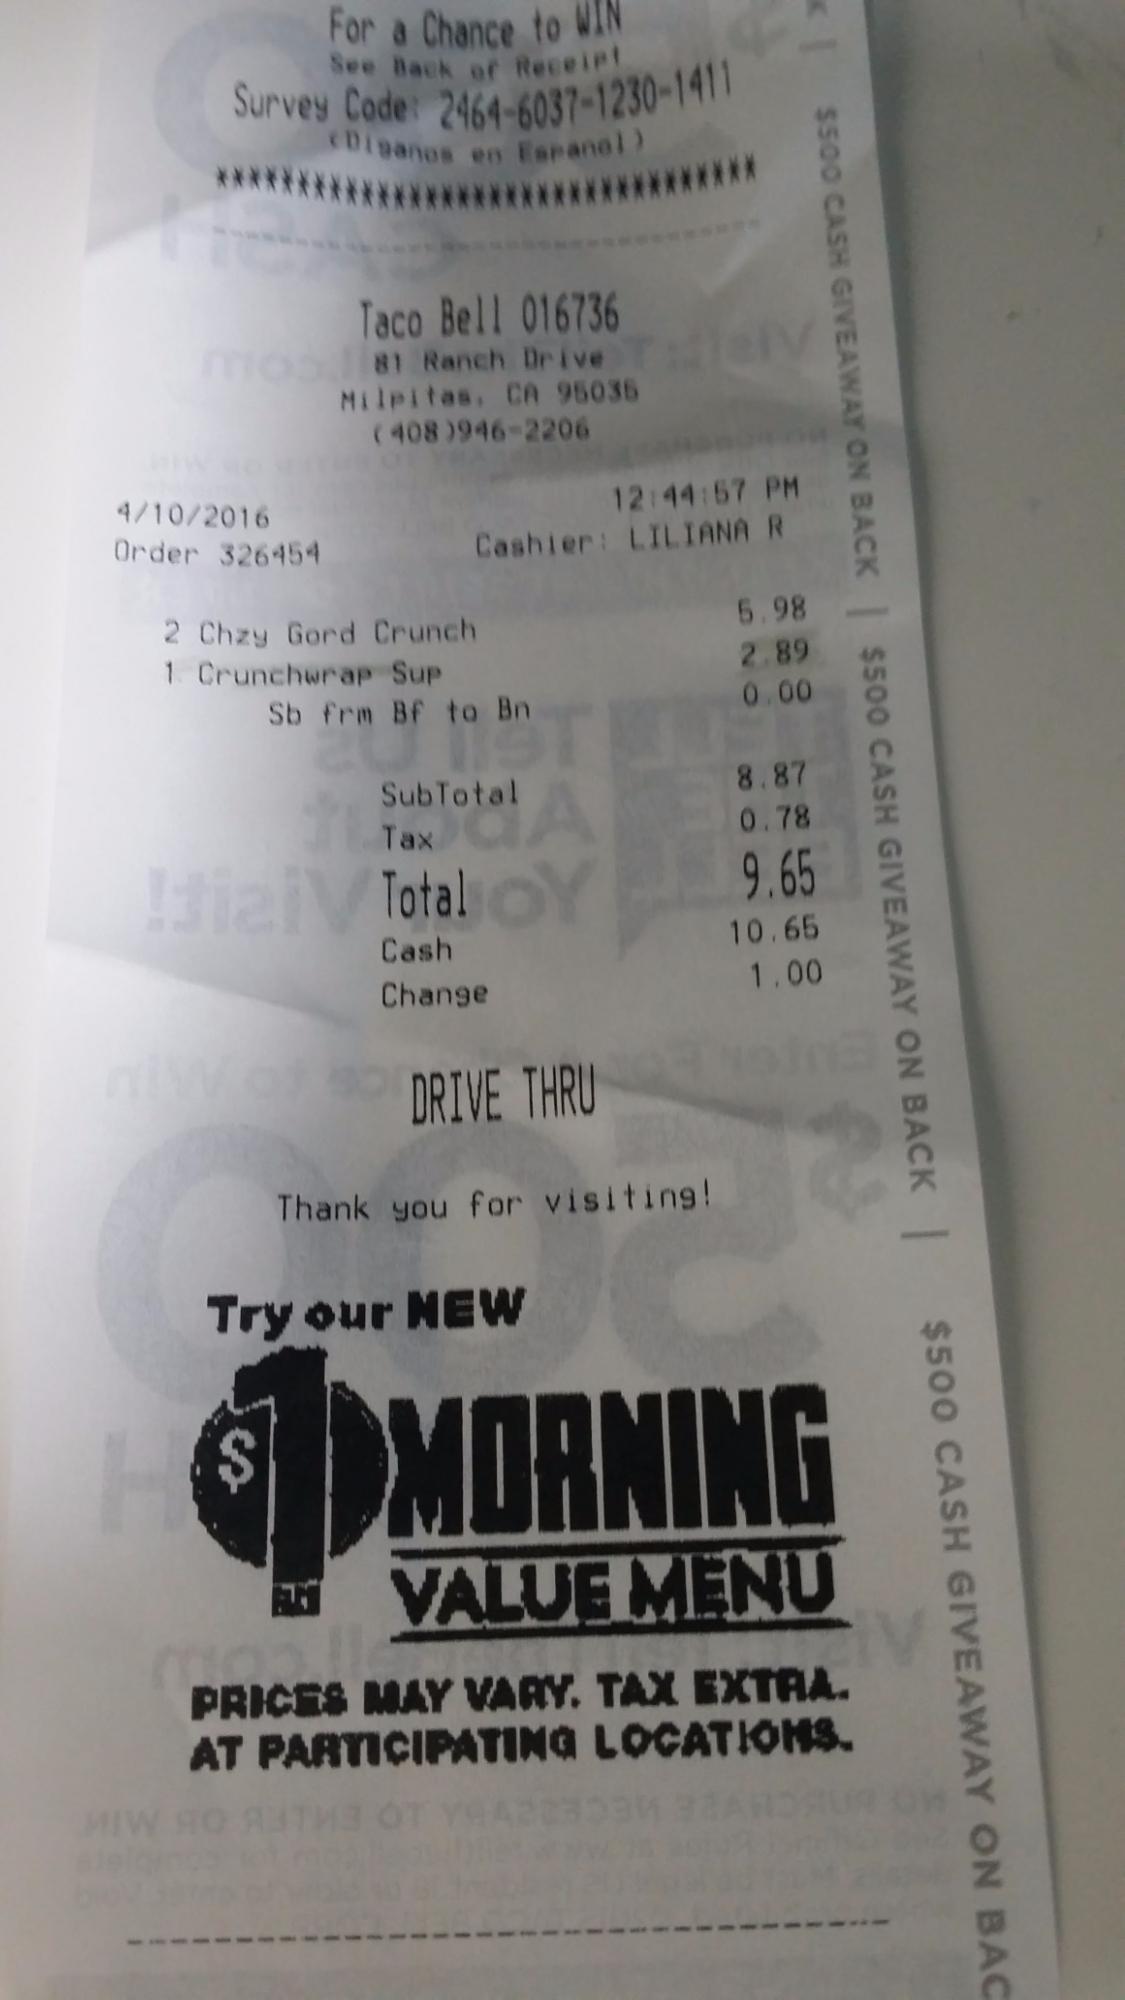 For a Chance to WIN
See Back of Receipt
Survey Code: 2464-6037-1230-1411
(Diganos en Espanol)
************************************
Taco Bell 016736
81 Ranch Drive
Milpitas, CA 95035
(408)946-2206
4/10/2016 12:44:57 PM
Order 326454 Cashier: LILIANA R
2 Chzy Gord Crunch 5.98
1 Crunchwrap Sup 2.89
Sb frm Bf to Bn 0.00
SubTotal 8.87
Tax 0.78
Total 9.65
Cash 10.65
Change 1.00
DRIVE THRU
Thank you for visiting!
Try our NEW
$1 MORNING
VALUE MENU
PRICES MAY VARY. TAX EXTRA.
AT PARTICIPATING LOCATIONS.
K | $500 CASH GIVEAWAY ON BACK | $500 CASH GIVEAWAY ON BACK | $500 CASH GIVEAWAY ON BAC